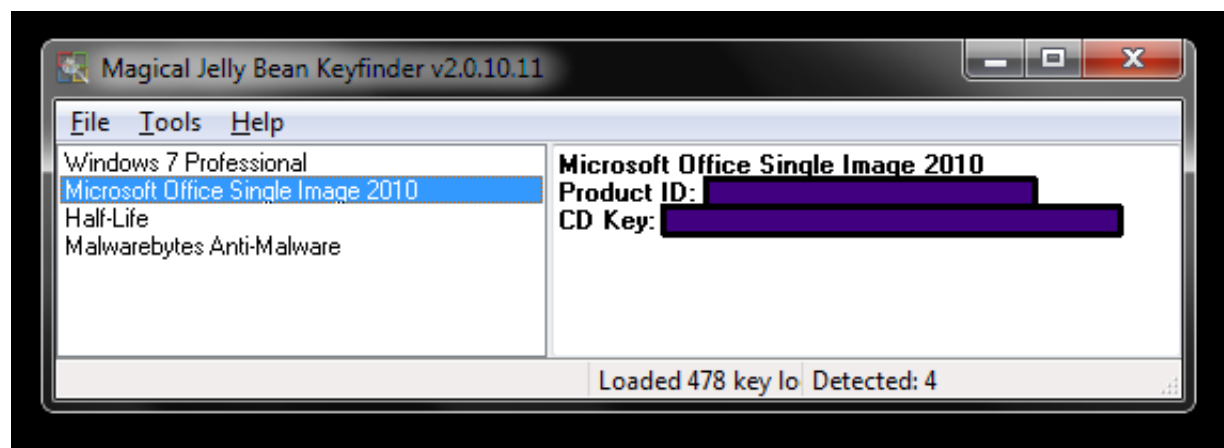 Magical Jelly Bean Keyfinder v2.0.10.11
File Tools Help
Windows 7 Professional
Microsoft Office Single Image 2010
Half-Life
Malwarebytes Anti-Malware
Microsoft Office Single Image 2010
Product ID:
CD Key:
Loaded 478 key lo Detected: 4